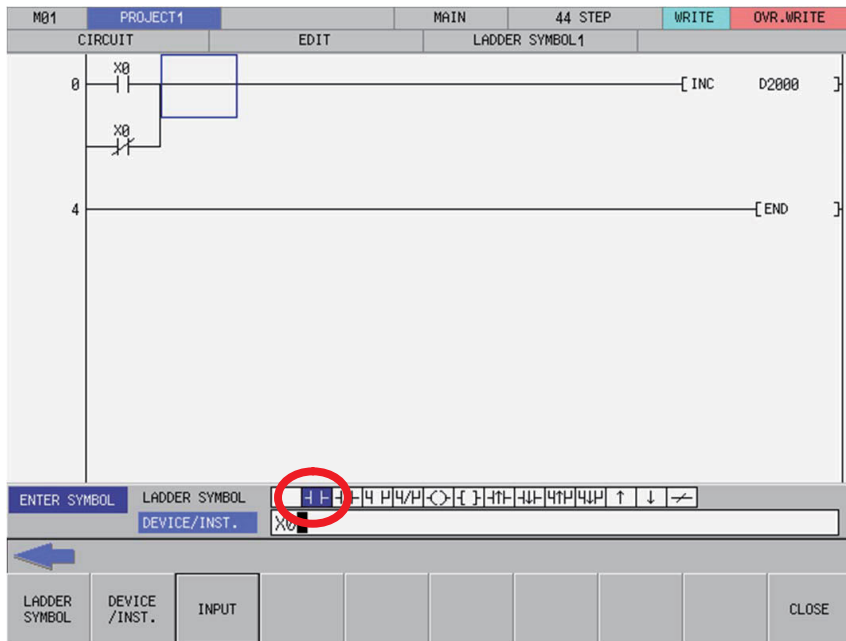 M01 PROJECT1 MAIN 44 STEP WRITE OVR.WRITE
CIRCUIT EDIT LADDER SYMBOL1
X0
0 INC D2000
X0
4 END
ENTER SYMBOL LADDER SYMBOL
DEVICE/INST. X0
LADDER SYMBOL DEVICE /INST. INPUT CLOSE